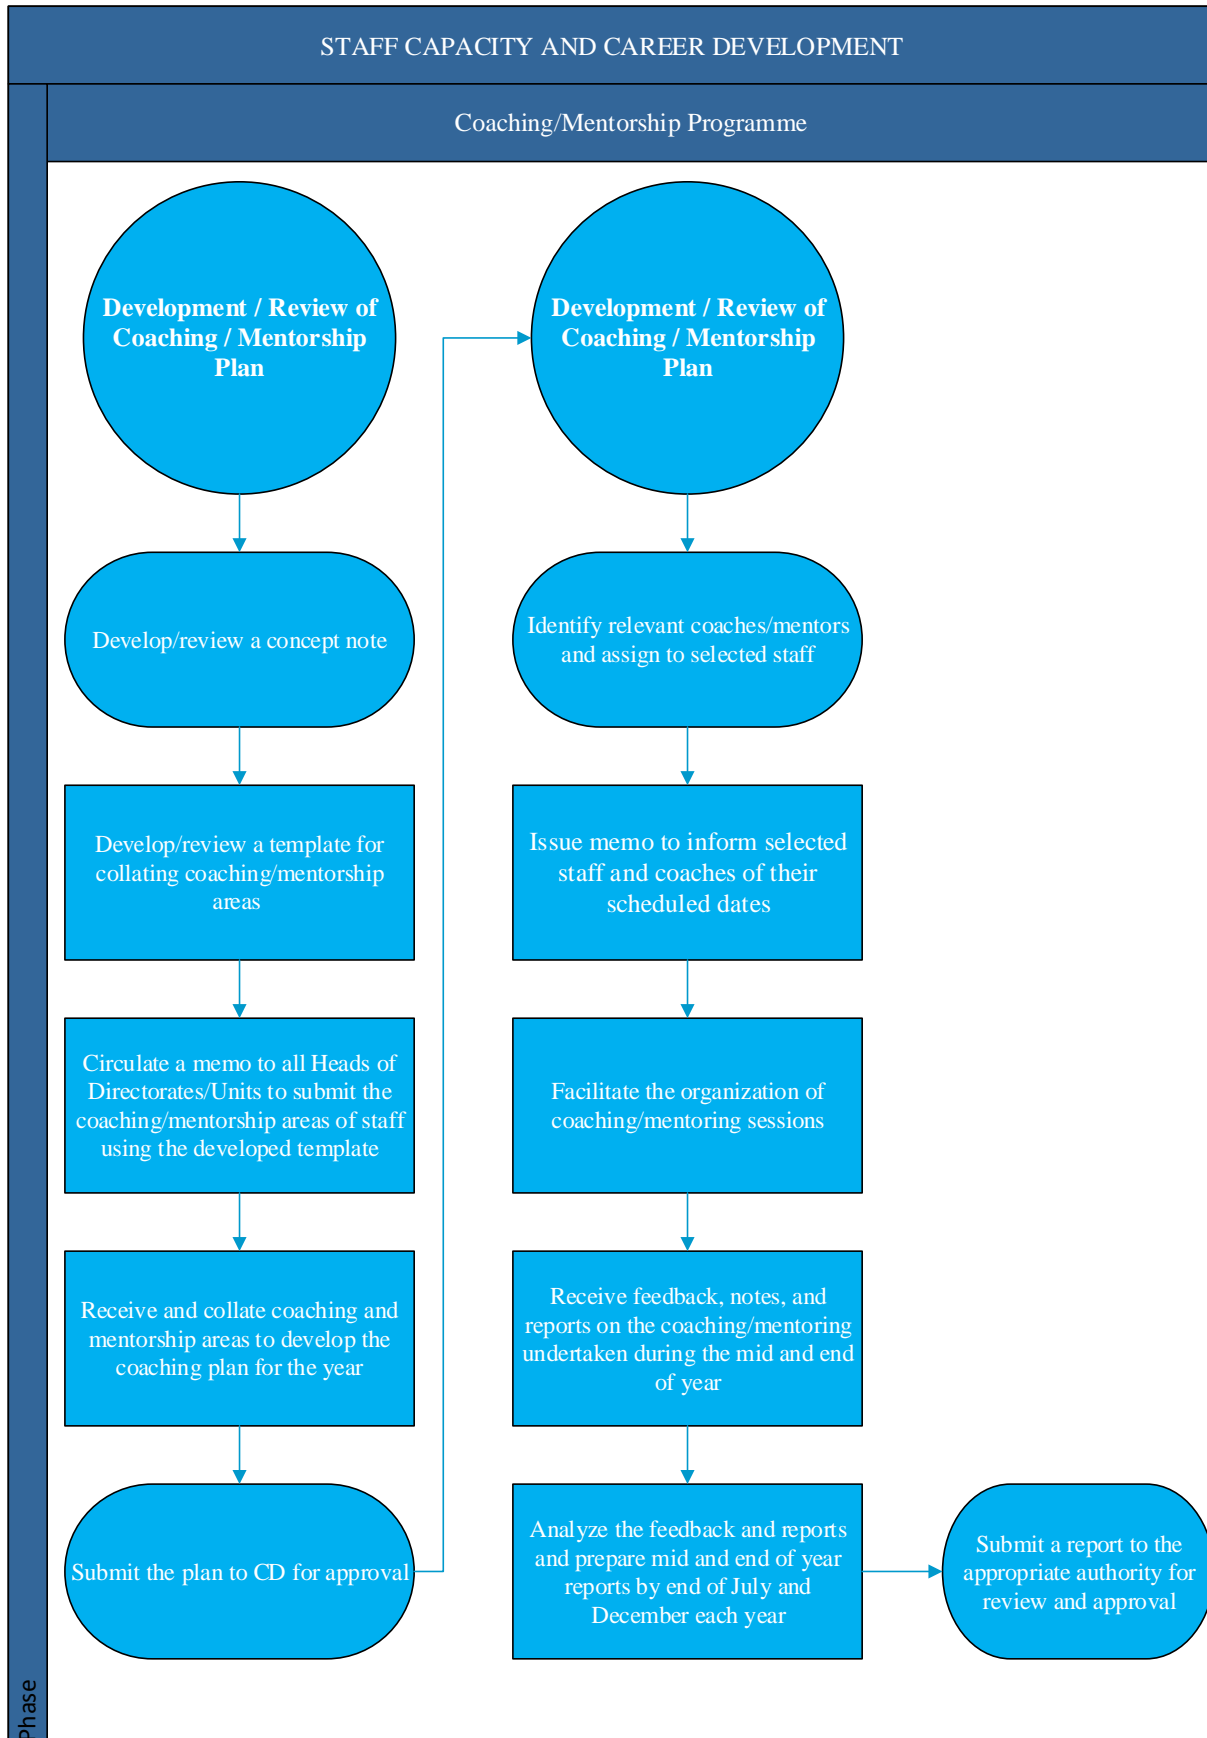 STAFF CAPACITY AND CAREER DEVELOPMENT
Coaching/Mentorship Programme
Development / Review of
Coaching / Mentorship
Plan
Develop/review a concept note
Develop/review a template for
collating coaching/mentorship
areas
Circulate a memo to all Heads of
Directorates/Units to submit the
coaching/mentorship areas of staff
using the developed template
Receive and collate coaching and
mentorship areas to develop the
coaching plan for the year
Submit the plan to CD for approval
Development / Review of
Coaching / Mentorship
Plan
Identify relevant coaches/mentors
and assign to selected staff
Issue memo to inform selected
staff and coaches of their
scheduled dates
Facilitate the organization of
coaching/mentoring sessions
Receive feedback, notes, and
reports on the coaching/mentoring
undertaken during the mid and end
of year
Analyze the feedback and reports
and prepare mid and end of year
reports by end of July and
December each year
Submit a report to the
appropriate authority for
review and approval
Phase